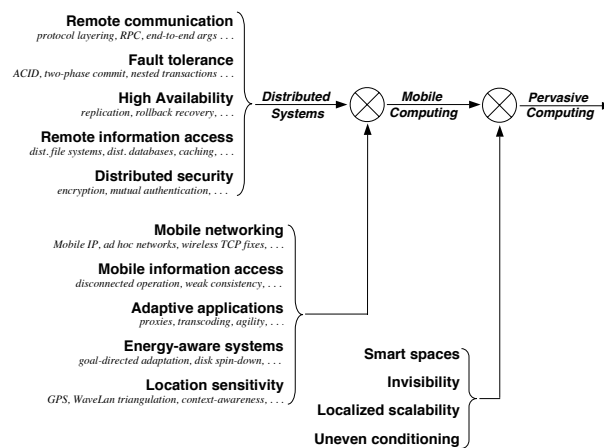 Remote communication
protocol layering, RPC, end-to-end args . . .
Fault tolerance
ACID, two-phase commit, nested transactions . . .
High Availability
replication, rollback recovery, . . .
Remote information access
dist. file systems, dist. databases, caching, . . .
Distributed security
encryption, mutual authentication, . . .
Distributed
Systems
Mobile
Computing
Pervasive
Computing
Mobile networking
Mobile IP, ad hoc networks, wireless TCP fixes, . . .
Mobile information access
disconnected operation, weak consistency, . . .
Adaptive applications
proxies, transcoding, agility, . . .
Energy-aware systems
goal-directed adaptation, disk spin-down, . . .
Location sensitivity
GPS, WaveLan triangulation, context-awareness, . . .
Smart spaces
Invisibility
Localized scalability
Uneven conditioning